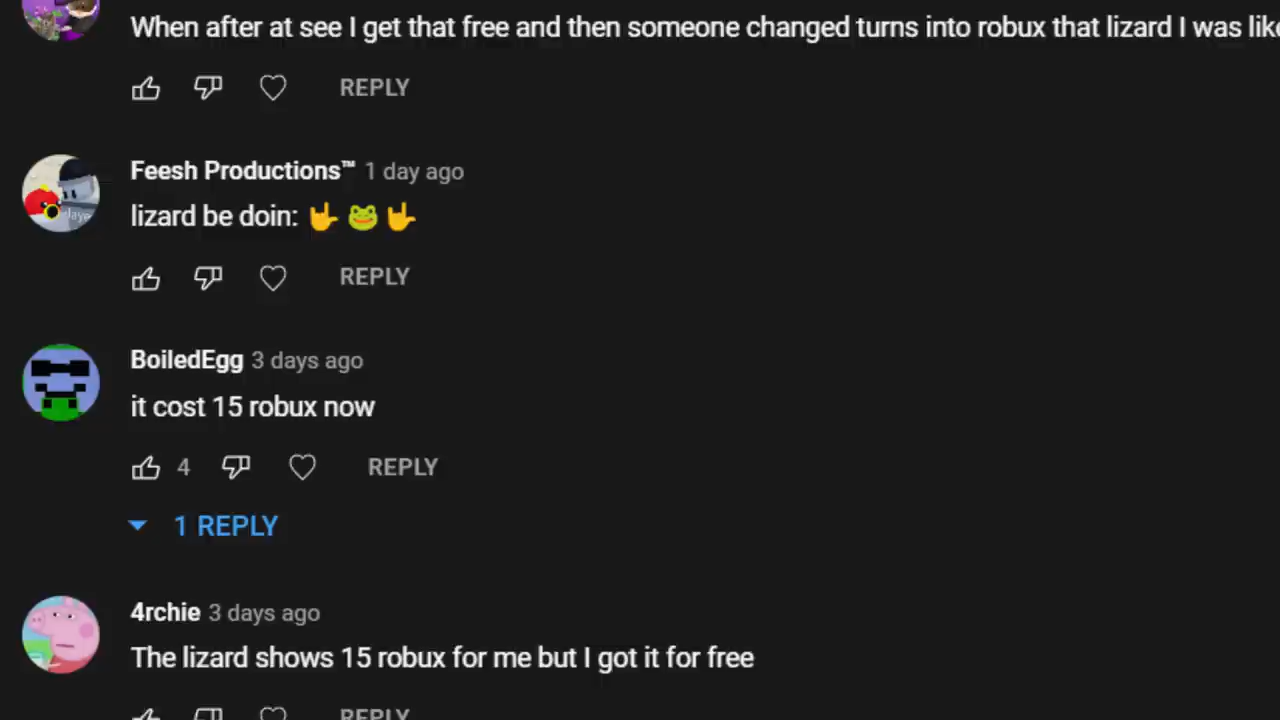 When after at see I get that free and then someone changed turns into robux that lizard I was
REPLY
Feesh Productions™ 1 day ago
lizard be doin: 🤟 🐸 🤟
REPLY
BoiledEgg 3 days ago
it cost 15 robux now
4 REPLY
1 REPLY
4rchie 3 days ago
The lizard shows 15 robux for me but I got it for free
REPLY